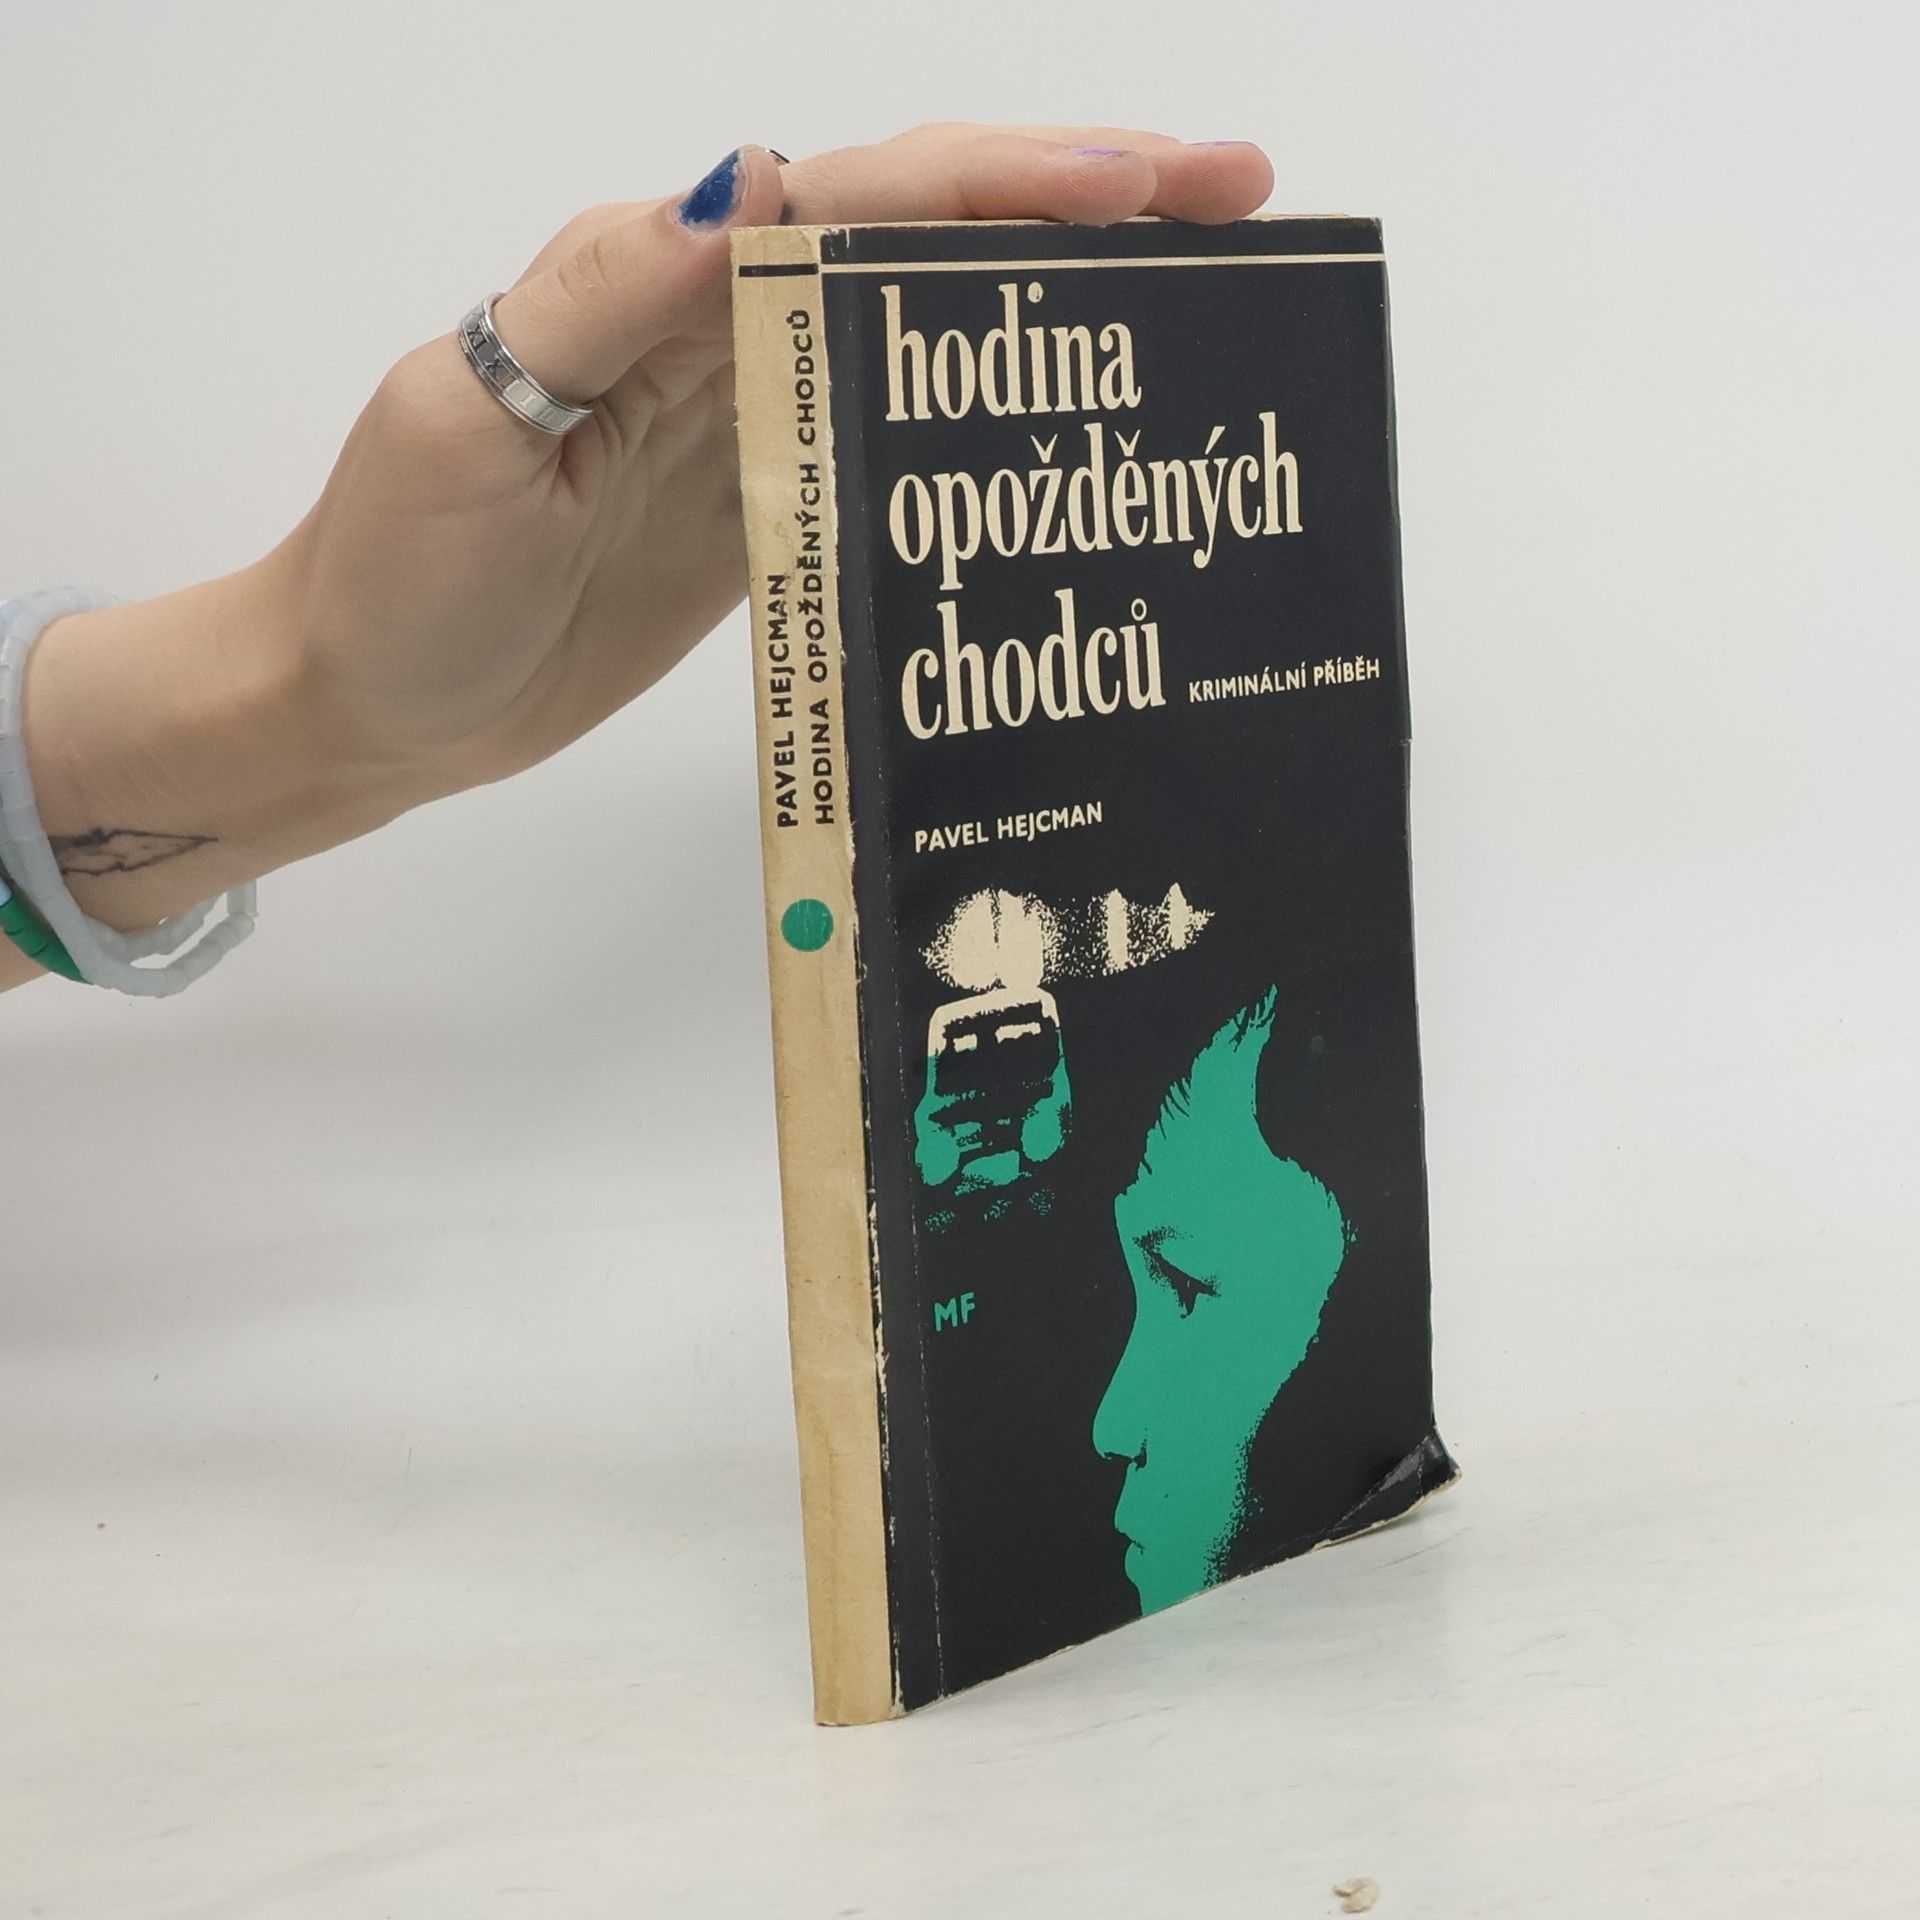 PAVEL HEJCMAN
HODINA OPOŽDĚNÝCH CHODCŮ
hodina
opožděných
chodců
KRIMINÁLNÍ PŘÍBĚH
PAVEL HEJCMAN
MF